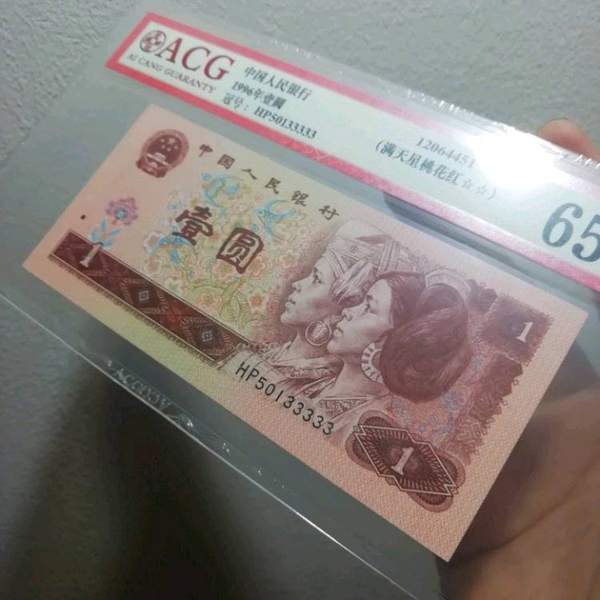 ACG
AI CANG GUARANTY
中国人民银行
1996年壹圆
冠号：HP50133333
12064451
(满天星桃花红☆☆)
65
中国人民银行
壹圆
1
1
HP50133333
1